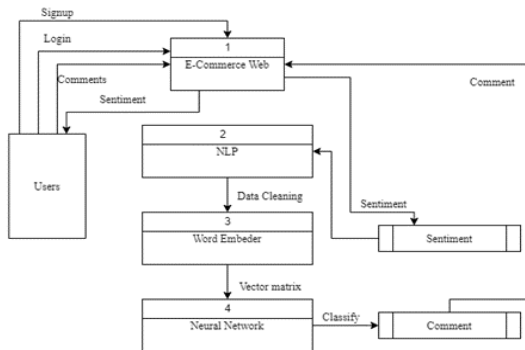 Signup
Login
1
E-Commerce Web
Comments
Comment
Sentiment
2
NLP
Users
Data Cleaning
Sentiment
3
Word Embeder
Sentiment
Vector matrix
4
Neural Network
Classify
Comment